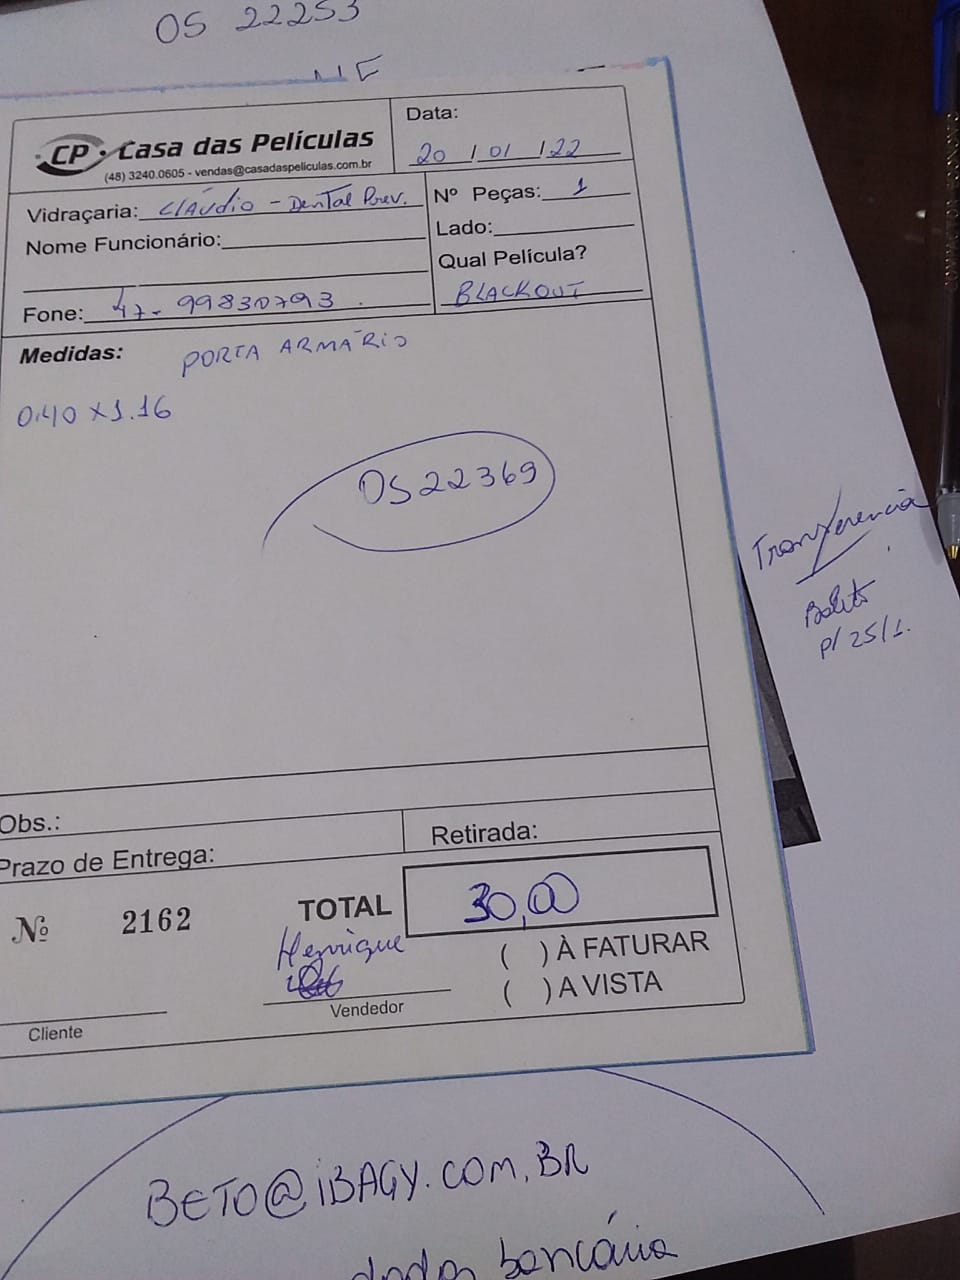 OS 22253
NF
CP Casa das Películas
(48) 3240.0605 - vendas@casadaspeliculas.com.br
Data:
20 / 01 / 22
Vidraçaria: CLÁUDIO - DENTAL PREV.
Nº Peças: 1
Nome Funcionário:
Lado:
Qual Película?
BLACKOUT
Fone: 47- 99830793
Medidas: PORTA ARMÁRIO
0.40 x 1.16
OS 22369
Transferencia
Boleto
p/ 25/1.
Obs.:
Prazo de Entrega:
Retirada:
Nº 2162
TOTAL 30,00
Henrique
( ) À FATURAR
( ) A VISTA
Vendedor
Cliente
BETO@iBAGY.COM.BR
bancária